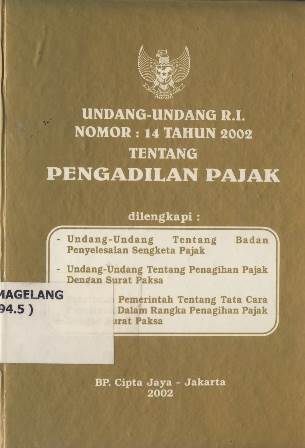 UNDANG-UNDANG R.I.
NOMOR : 14 TAHUN 2002
TENTANG
PENGADILAN PAJAK
dilengkapi :
- Undang-Undang Tentang Badan
Penyelesaian Sengketa Pajak
- Undang-Undang Tentang Penagihan Pajak
Dengan Surat Paksa
Pemerintah Tentang Tata Cara
Dalam Rangka Penagihan Pajak
Surat Paksa
MAGELANG
94.5 )
BP. Cipta Jaya - Jakarta
2002